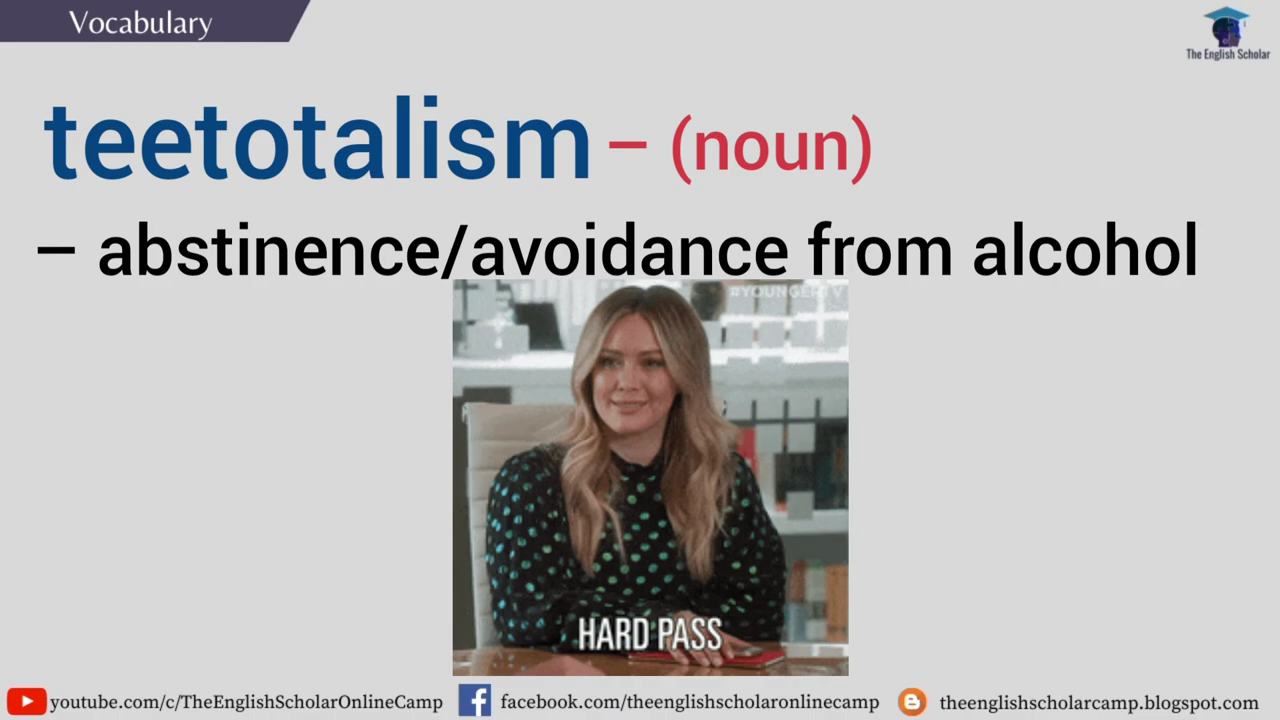 Vocabulary
The English Scholar
teetotalism – (noun)
– abstinence/avoidance from alcohol
#YOUNGERTV
HARD PASS
youtube.com/c/TheEnglishScholarOnlineCamp
facebook.com/theenglishscholaronlinecamp
theenglishscholarcamp.blogspot.com